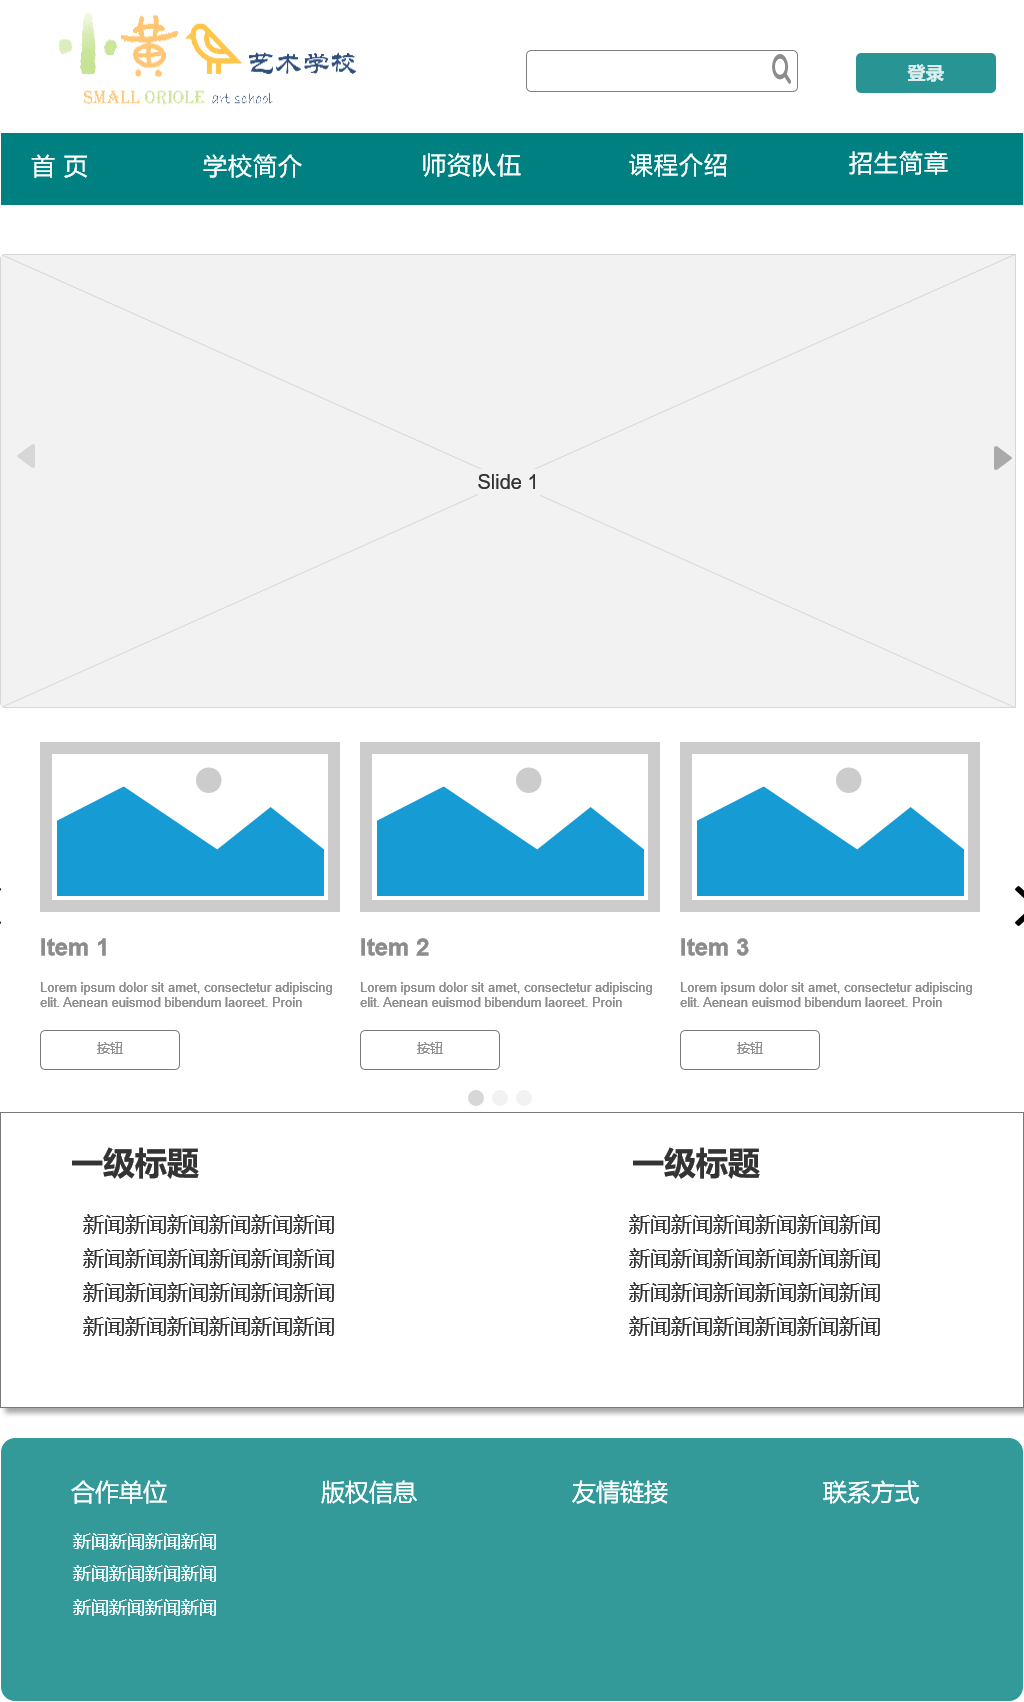 小黄鸟艺术学校
SMALL ORIOLE art school
登录
首 页 学校简介 师资队伍 课程介绍 招生简章
Slide 1
Item 1
Lorem ipsum dolor sit amet, consectetur adipiscing
elit. Aenean euismod bibendum laoreet. Proin
按钮
Item 2
Lorem ipsum dolor sit amet, consectetur adipiscing
elit. Aenean euismod bibendum laoreet. Proin
按钮
Item 3
Lorem ipsum dolor sit amet, consectetur adipiscing
elit. Aenean euismod bibendum laoreet. Proin
按钮
一级标题
新闻新闻新闻新闻新闻新闻
新闻新闻新闻新闻新闻新闻
新闻新闻新闻新闻新闻新闻
新闻新闻新闻新闻新闻新闻
一级标题
新闻新闻新闻新闻新闻新闻
新闻新闻新闻新闻新闻新闻
新闻新闻新闻新闻新闻新闻
新闻新闻新闻新闻新闻新闻
合作单位
新闻新闻新闻新闻
新闻新闻新闻新闻
新闻新闻新闻新闻
版权信息
友情链接
联系方式